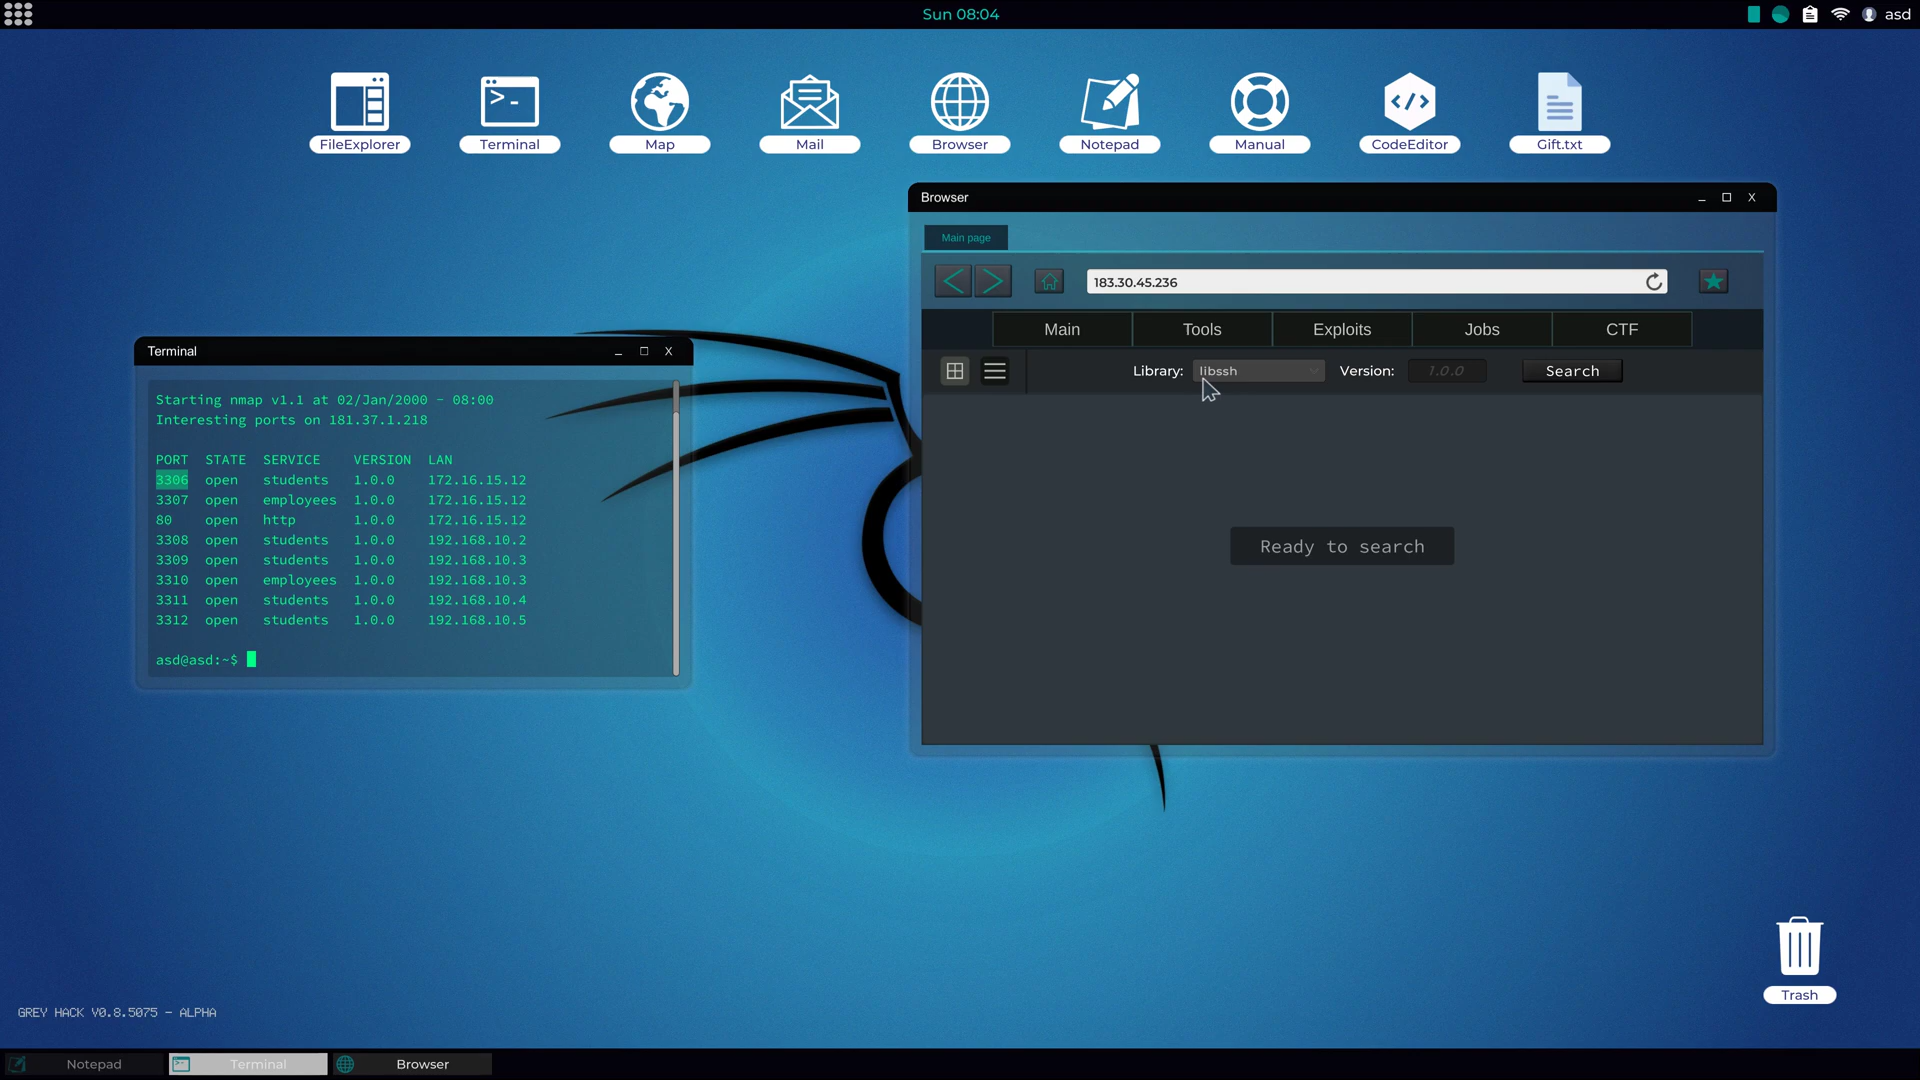 Sun 08:04
asd
FileExplorer
Terminal
Map
Mail
Browser
Notepad
Manual
CodeEditor
Gift.txt
Browser
_ □ X
Main page
183.30.45.236
Main
Tools
Exploits
Jobs
CTF
Library: libssh Version: 1.0.0 Search
Ready to search
Terminal
_ □ X
Starting nmap v1.1 at 02/Jan/2000 - 08:00
Interesting ports on 181.37.1.218
PORT STATE SERVICE VERSION LAN
3306 open students 1.0.0 172.16.15.12
3307 open employees 1.0.0 172.16.15.12
80 open http 1.0.0 172.16.15.12
3308 open students 1.0.0 192.168.10.2
3309 open students 1.0.0 192.168.10.3
3310 open employees 1.0.0 192.168.10.3
3311 open students 1.0.0 192.168.10.4
3312 open students 1.0.0 192.168.10.5
asd@asd:~$
Trash
GREY HACK V0.8.5075 - ALPHA
Notepad
Terminal
Browser